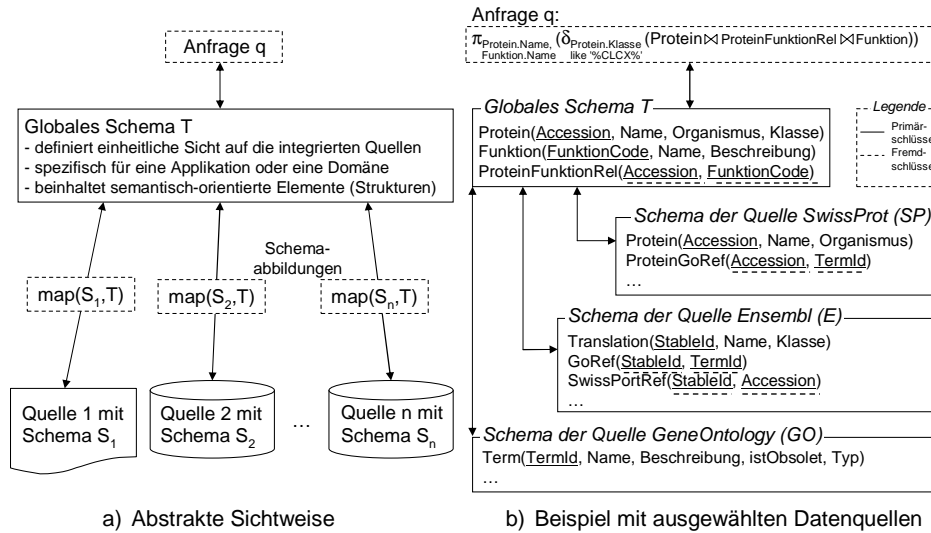 Anfrage q
Globales Schema T
- definiert einheitliche Sicht auf die integrierten Quellen
- spezifisch für eine Applikation oder eine Domäne
- beinhaltet semantisch-orientierte Elemente (Strukturen)
Schema-
abbildungen
map(S1,T)
map(S2,T)
map(Sn,T)
Quelle 1 mit
Schema S1
Quelle 2 mit
Schema S2
...
Quelle n mit
Schema Sn
a) Abstrakte Sichtweise
Anfrage q:
πProtein.Name, Funktion.Name (δProtein.Klasse like '%CLCX%' (Protein⋈ProteinFunktionRel⋈Funktion))
Globales Schema T
Protein(Accession, Name, Organismus, Klasse)
Funktion(FunktionCode, Name, Beschreibung)
ProteinFunktionRel(Accession, FunktionCode)
Legende
Primär-
schlüssel
Fremd-
schlüssel
Schema der Quelle SwissProt (SP)
Protein(Accession, Name, Organismus)
ProteinGoRef(Accession, TermId)
...
Schema der Quelle Ensembl (E)
Translation(StableId, Name, Klasse)
GoRef(StableId, TermId)
SwissPortRef(StableId, Accession)
...
Schema der Quelle GeneOntology (GO)
Term(TermId, Name, Beschreibung, istObsolet, Typ)
...
b) Beispiel mit ausgewählten Datenquellen